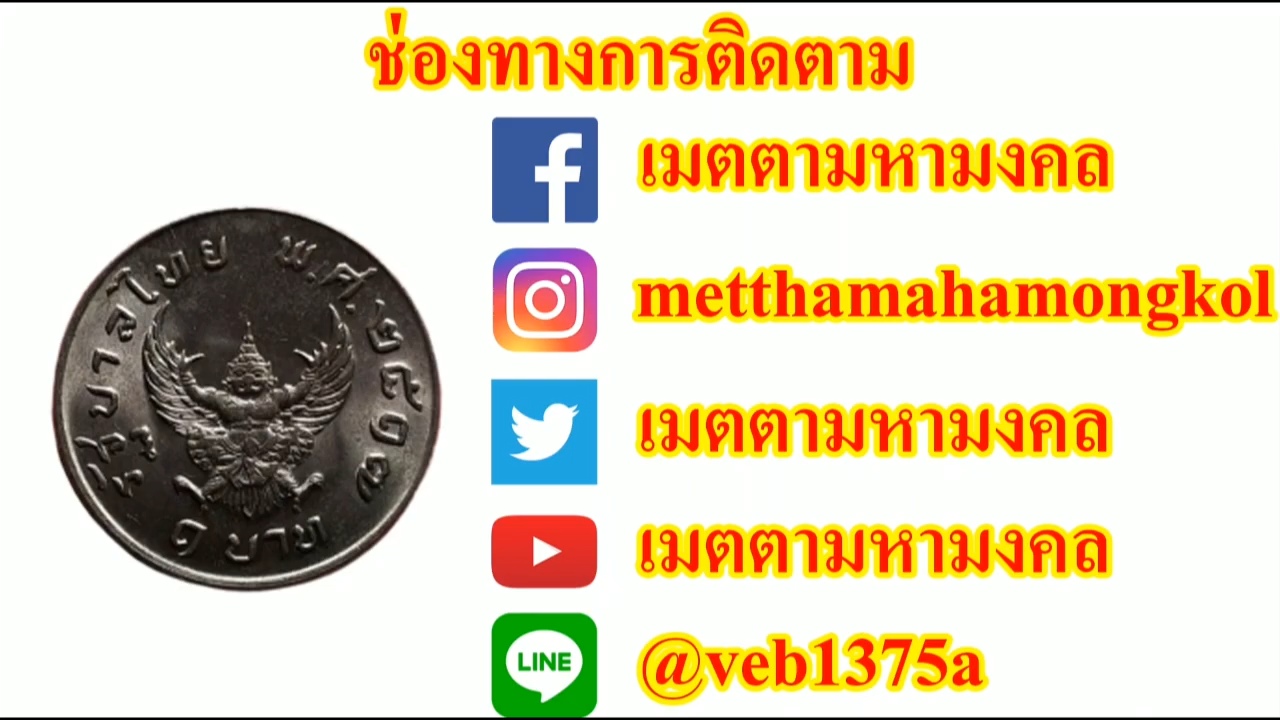 ช่องทางการติดตาม
เมตตามหามงคล
metthamahamongkol
เมตตามหามงคล
เมตตามหามงคล
LINE
@veb1375a
รัฐบาลไทย พ.ศ.๒๕๑๗
๑ บาท